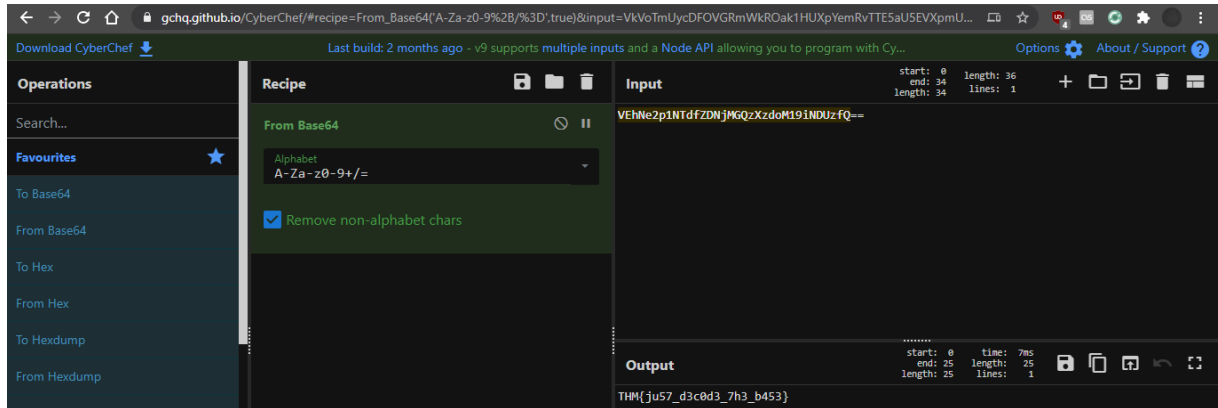 gchq.github.io/CyberChef/#recipe=From_Base64('A-Za-z0-9%2B/%3D',true)&input=VkVoTmUycDFOVGRmWkROak1HUXpYemRvTTE5aU5EVXpmU...
4
Download CyberChef
Last build: 2 months ago - v9 supports multiple inputs and a Node API allowing you to program with Cy...
Options
About / Support
Operations
Recipe
Input
start: 0
end: 34
length: 34
length: 36
lines: 1
Search...
From Base64
VEhNe2p1NTdfZDNjMGQzXzdoM19iNDUzfQ==
Favourites
Alphabet
A-Za-z0-9+/=
To Base64
Remove non-alphabet chars
From Base64
To Hex
From Hex
To Hexdump
From Hexdump
Output
start: 0
end: 25
length: 25
time: 7ms
length: 25
lines: 1
THM{ju57_d3c0d3_7h3_b453}